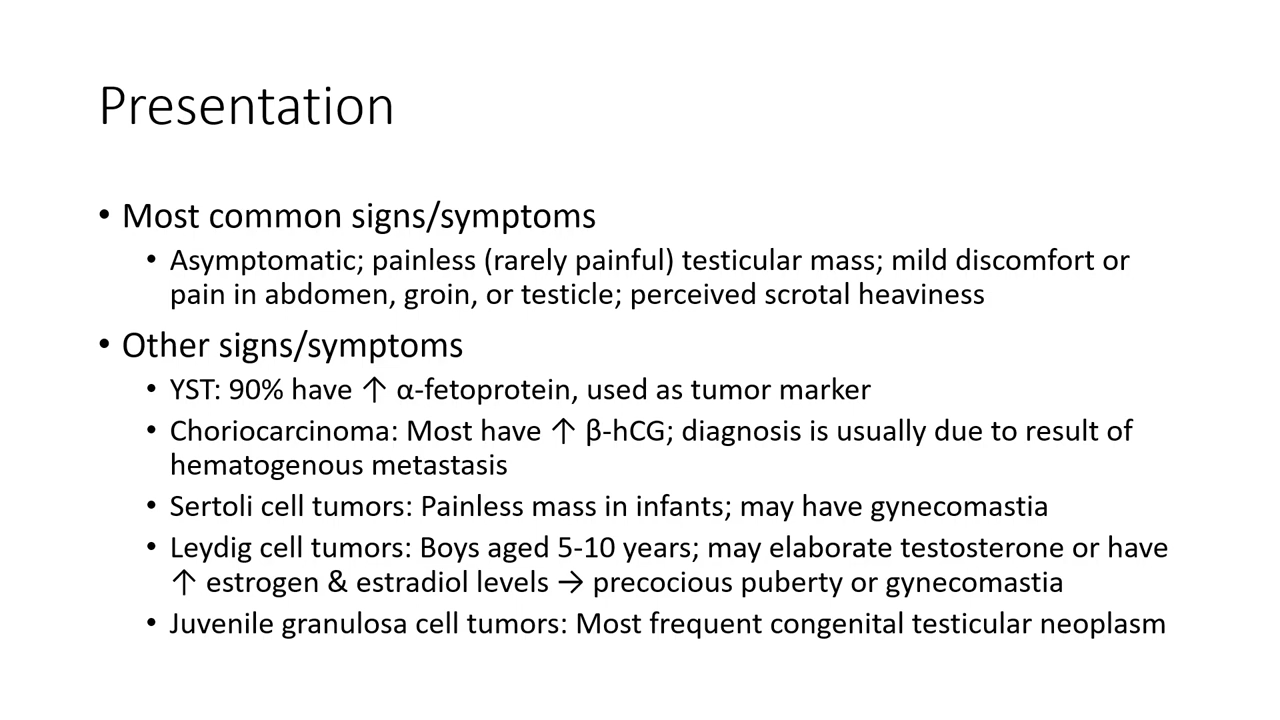 Presentation
• Most common signs/symptoms
• Asymptomatic; painless (rarely painful) testicular mass; mild discomfort or
pain in abdomen, groin, or testicle; perceived scrotal heaviness
• Other signs/symptoms
• YST: 90% have ↑ α-fetoprotein, used as tumor marker
• Choriocarcinoma: Most have ↑ β-hCG; diagnosis is usually due to result of
hematogenous metastasis
• Sertoli cell tumors: Painless mass in infants; may have gynecomastia
• Leydig cell tumors: Boys aged 5-10 years; may elaborate testosterone or have
↑ estrogen & estradiol levels → precocious puberty or gynecomastia
• Juvenile granulosa cell tumors: Most frequent congenital testicular neoplasm